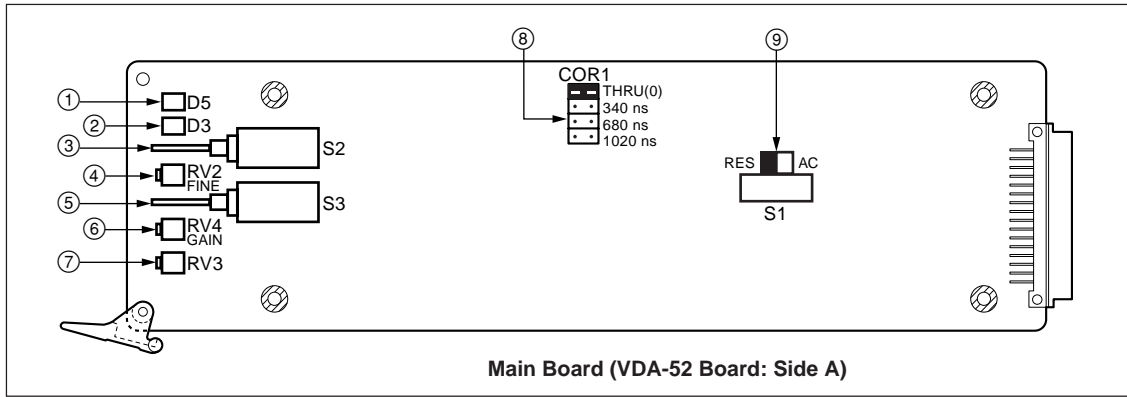 ⑧
⑨
COR1
THRU(0)
340 ns
680 ns
1020 ns
① D5
② D3
③ S2
④ RV2
FINE
⑤ S3
⑥ RV4
GAIN
⑦ RV3
RES AC
S1
Main Board (VDA-52 Board: Side A)